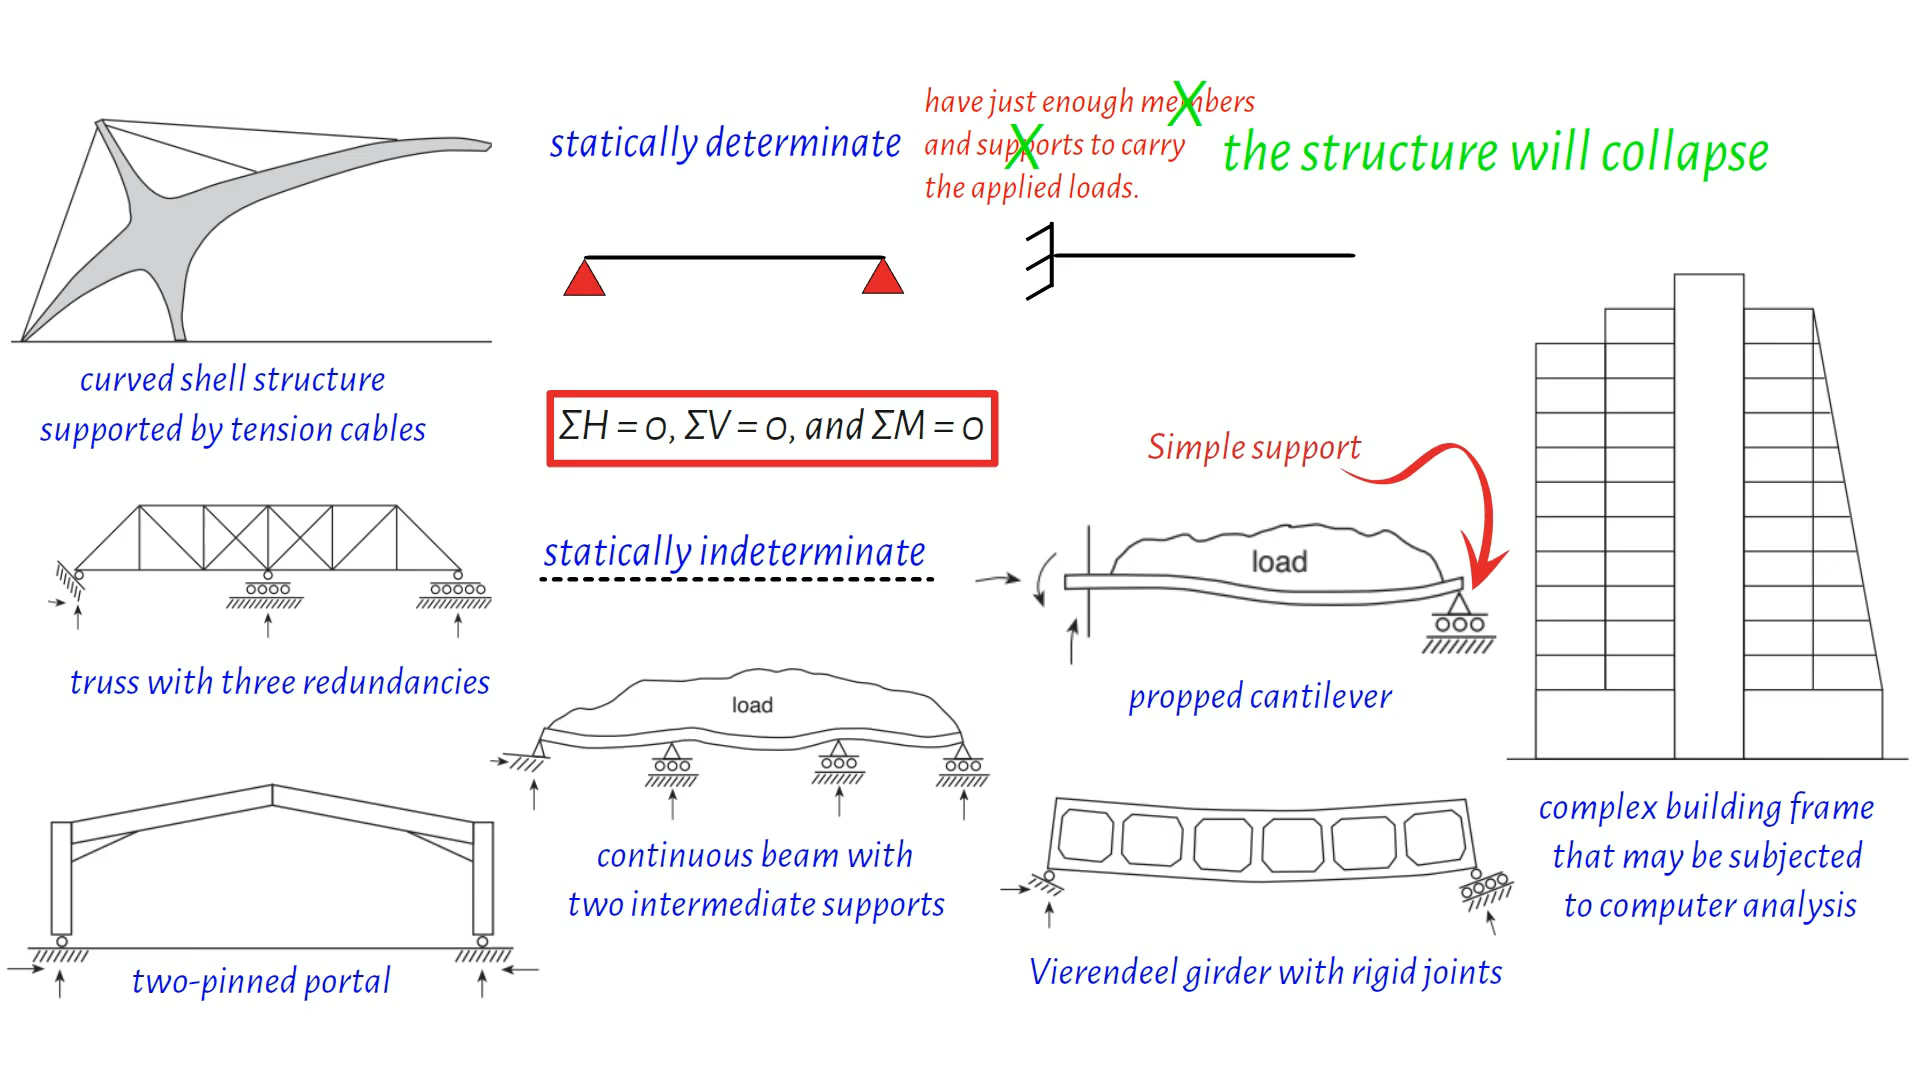 have just enough members
and supports to carry
the applied loads.
X
X
statically determinate
the structure will collapse
curved shell structure
supported by tension cables
ΣH = 0, ΣV = 0, and ΣM = 0
Simple support
statically indeterminate
load
truss with three redundancies
propped cantilever
load
continuous beam with
two intermediate supports
complex building frame
that may be subjected
to computer analysis
two-pinned portal
Vierendeel girder with rigid joints